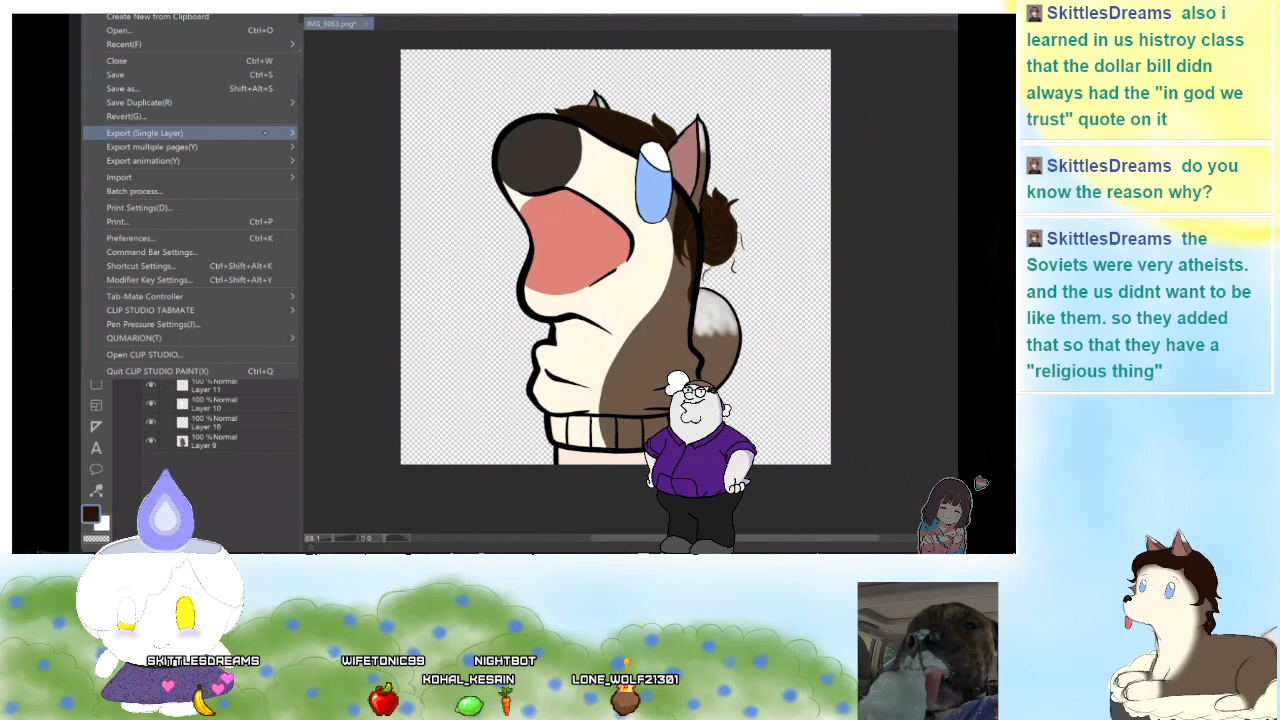 Create New from Clipboard
Open... Ctrl+O
Recent(F)
Close Ctrl+W
Save Ctrl+S
Save as... Shift+Alt+S
Save Duplicate(R)
Revert(G)...
Export (Single Layer)
Export multiple pages(Y)
Export animation(Y)
Import
Batch process...
Print Settings(D)...
Print... Ctrl+P
Preferences... Ctrl+K
Command Bar Settings...
Shortcut Settings... Ctrl+Shift+Alt+K
Modifier Key Settings... Ctrl+Shift+Alt+Y
Tab-Mate Controller
CLIP STUDIO TABMATE
Pen Pressure Settings(J)...
QUMARION(T)
Open CLIP STUDIO...
Quit CLIP STUDIO PAINT(X) Ctrl+Q
100 % Normal
Layer 11
100 % Normal
Layer 10
100 % Normal
Layer 16
100 % Normal
Layer 9
A
IMG_9063.png*
68.1
0.0
SkittlesDreams also i
learned in us histroy class
that the dollar bill didn
always had the "in god we
trust" quote on it
SkittlesDreams do you
know the reason why?
SkittlesDreams the
Soviets were very atheists.
and the us didnt want to be
like them. so they added
that so that they have a
"religious thing"
SKITTLESDREAMS
WIFETONIC99
KOHAL_KESRIN
NIGHTBOT
LONE_WOLF21301